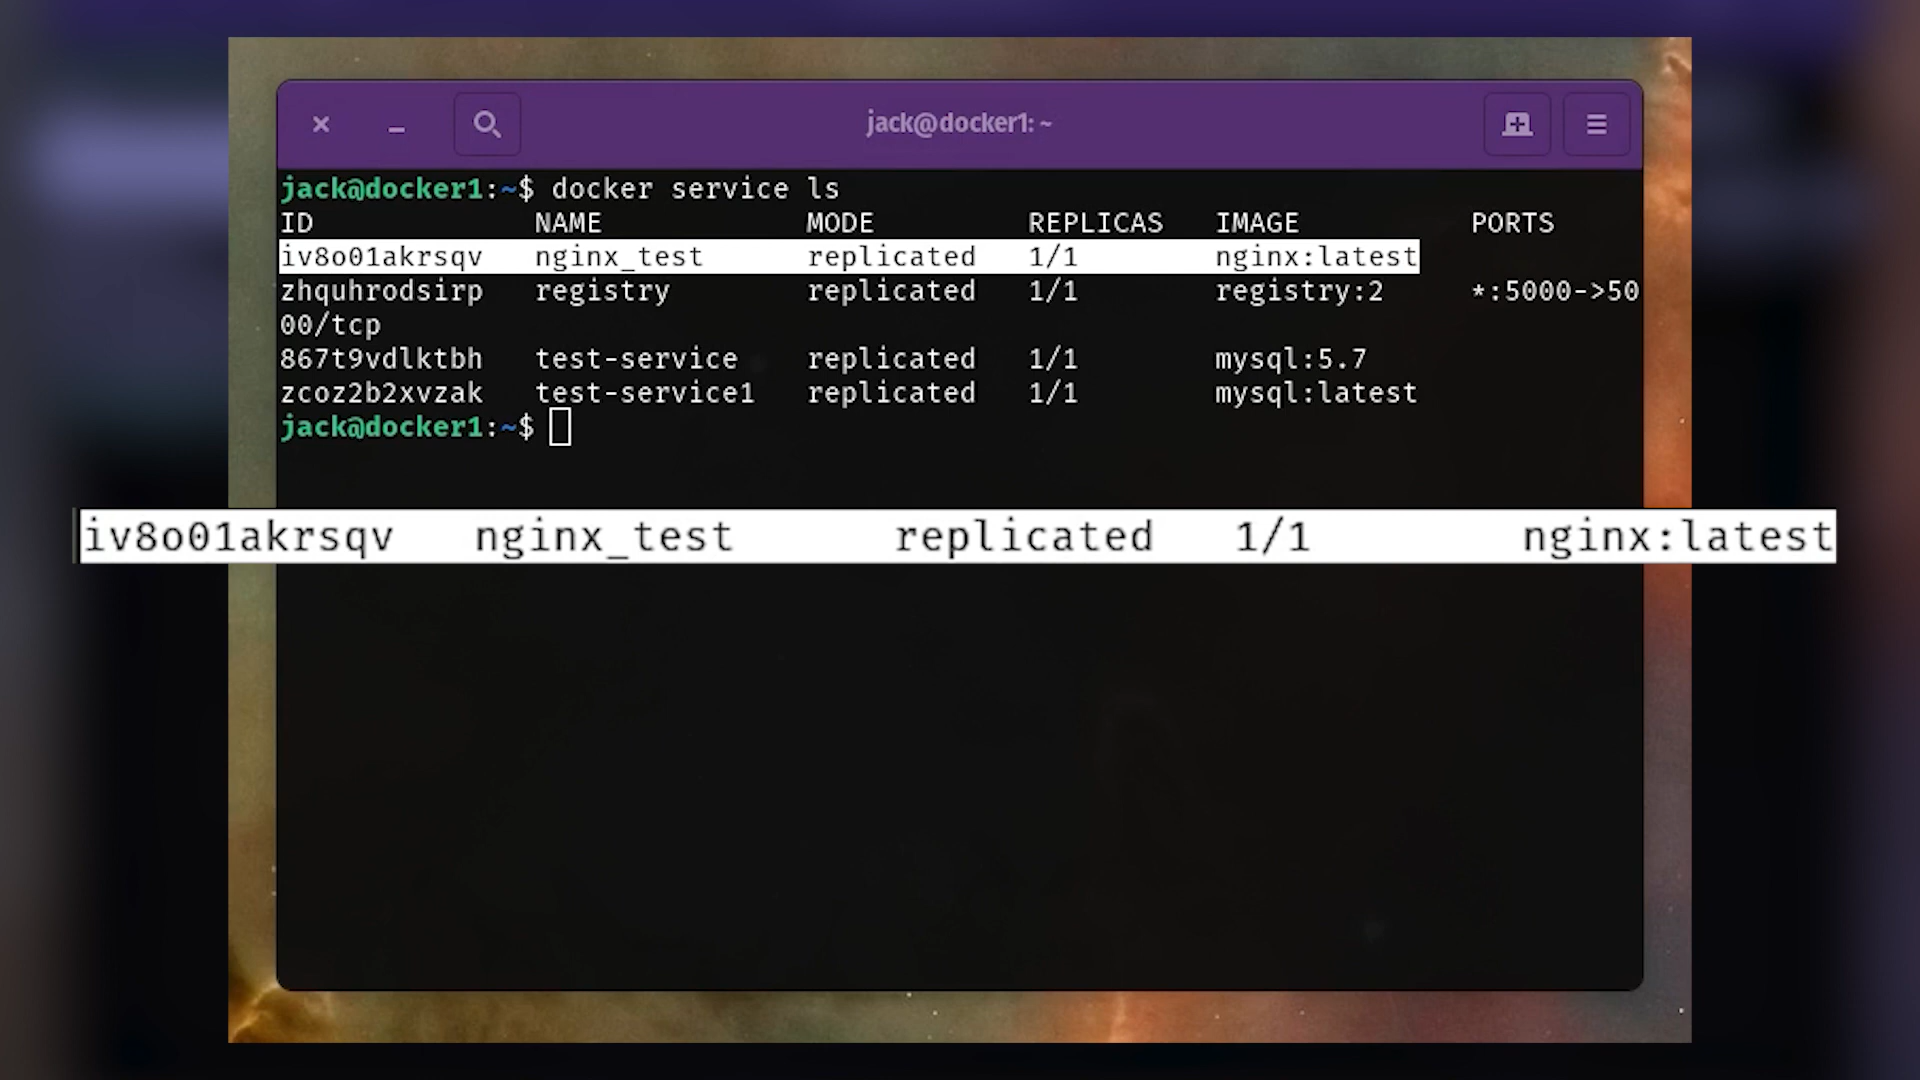 jack@docker1: ~
jack@docker1:~$ docker service ls
ID NAME MODE REPLICAS IMAGE PORTS
iv8o01akrsqv nginx_test replicated 1/1 nginx:latest
zhquhrodsirp registry replicated 1/1 registry:2 *:5000->50
00/tcp
867t9vdlktbh test-service replicated 1/1 mysql:5.7
zcoz2b2xvzak test-service1 replicated 1/1 mysql:latest
jack@docker1:~$
iv8o01akrsqv nginx_test replicated 1/1 nginx:latest